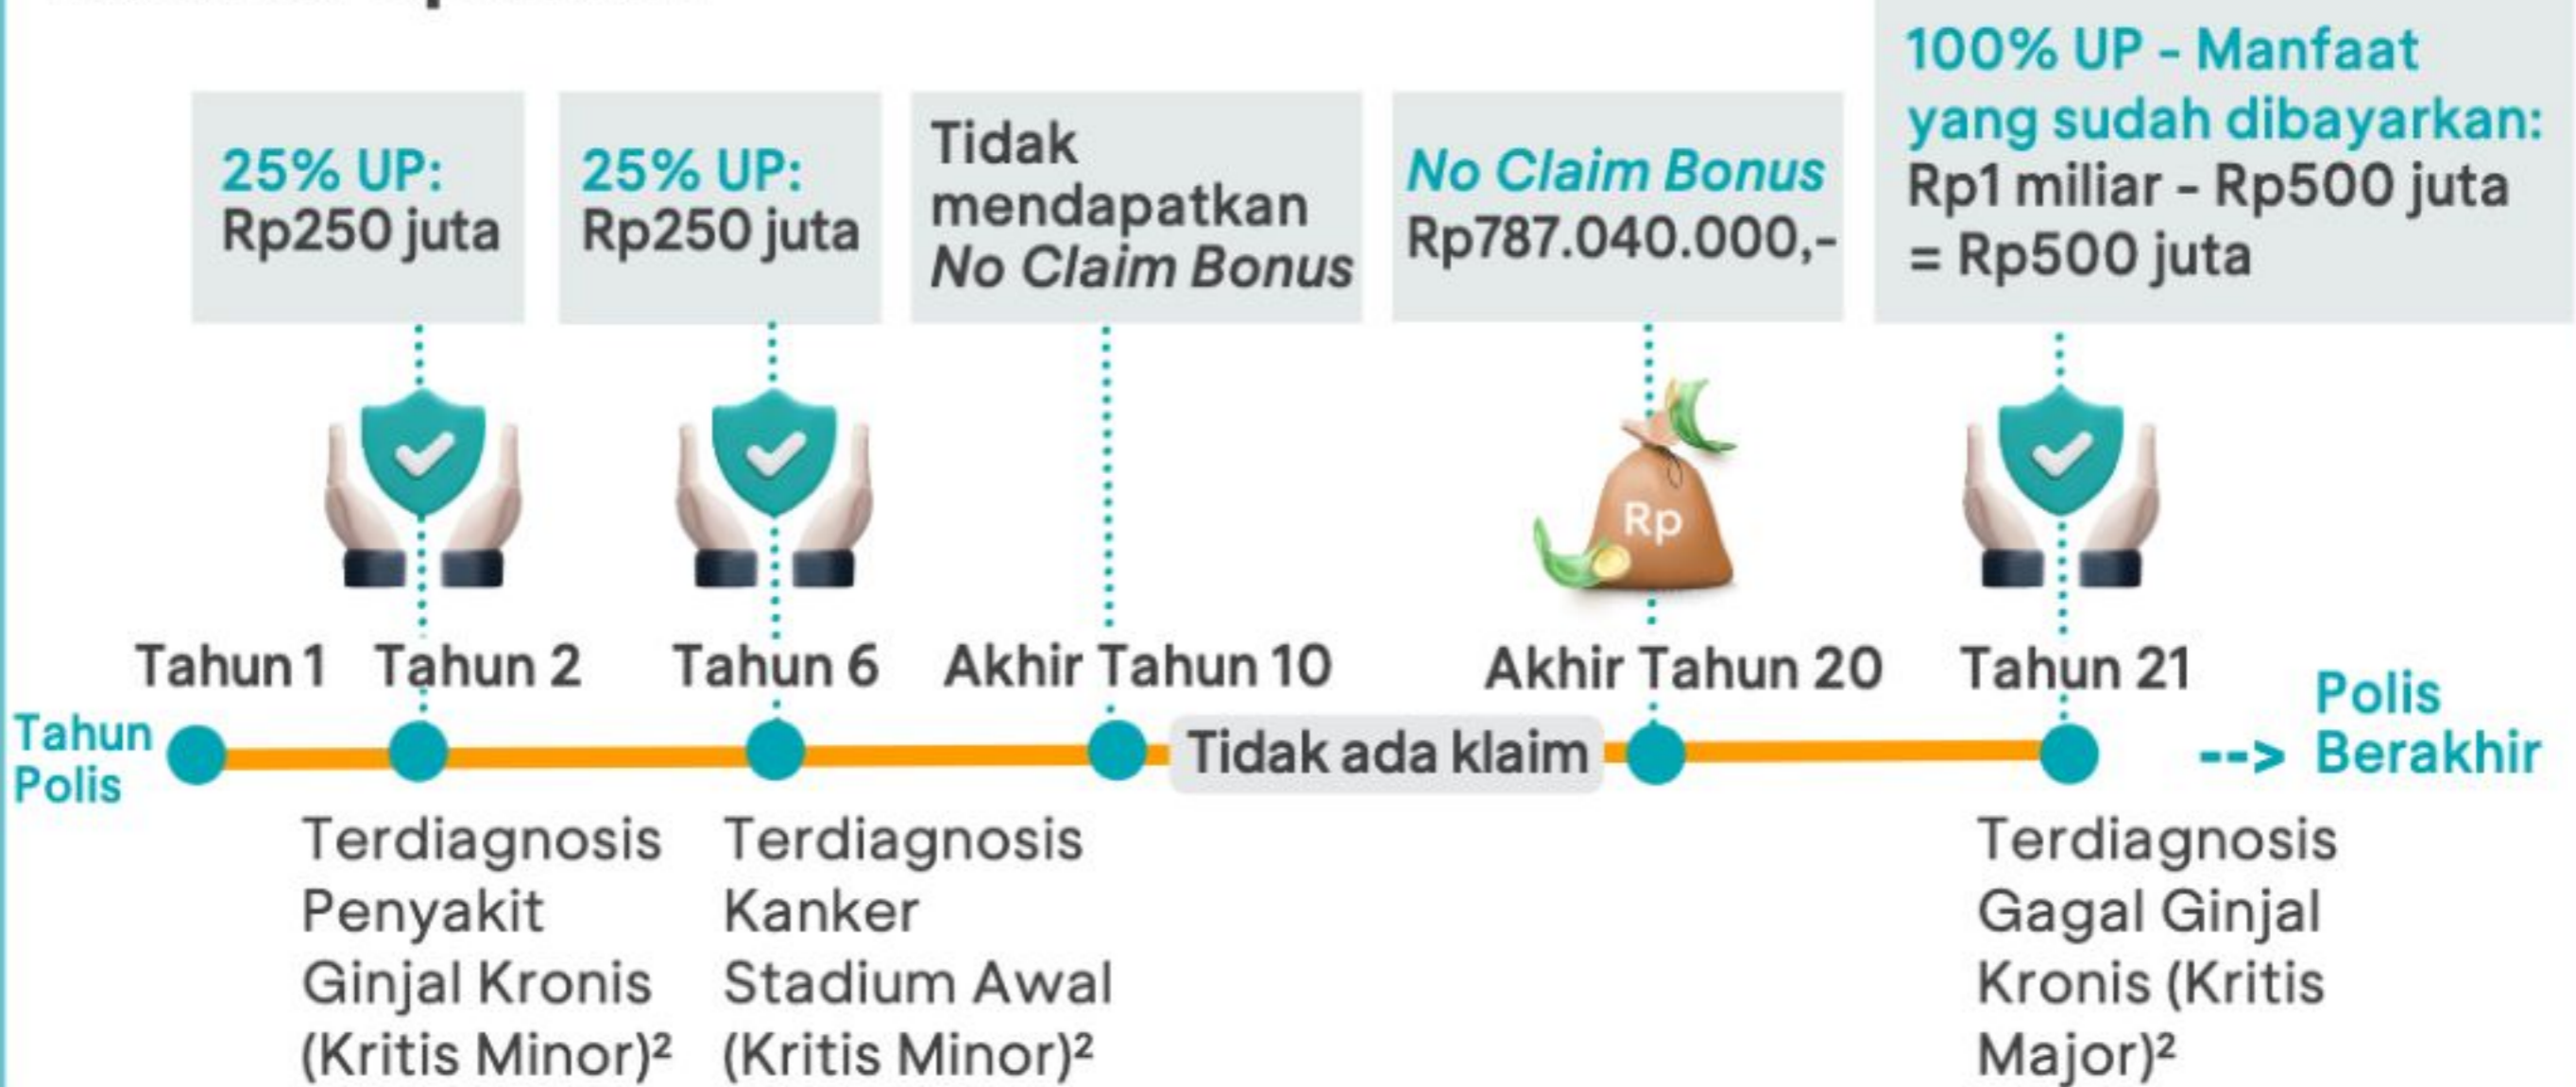 25% UP:
Rp250 juta
25% UP:
Rp250 juta
Tidak
mendapatkan
No Claim Bonus
No Claim Bonus
Rp787.040.000,-
100% UP - Manfaat
yang sudah dibayarkan:
Rp1 miliar - Rp500 juta
= Rp500 juta
Rp
Tahun 1
Tahun 2
Tahun 6
Akhir Tahun 10
Akhir Tahun 20
Tahun 21
Tahun
Polis
Tidak ada klaim
--> Polis
Berakhir
Terdiagnosis
Penyakit
Ginjal Kronis
(Kritis Minor)²
Terdiagnosis
Kanker
Stadium Awal
(Kritis Minor)²
Terdiagnosis
Gagal Ginjal
Kronis (Kritis
Major)²